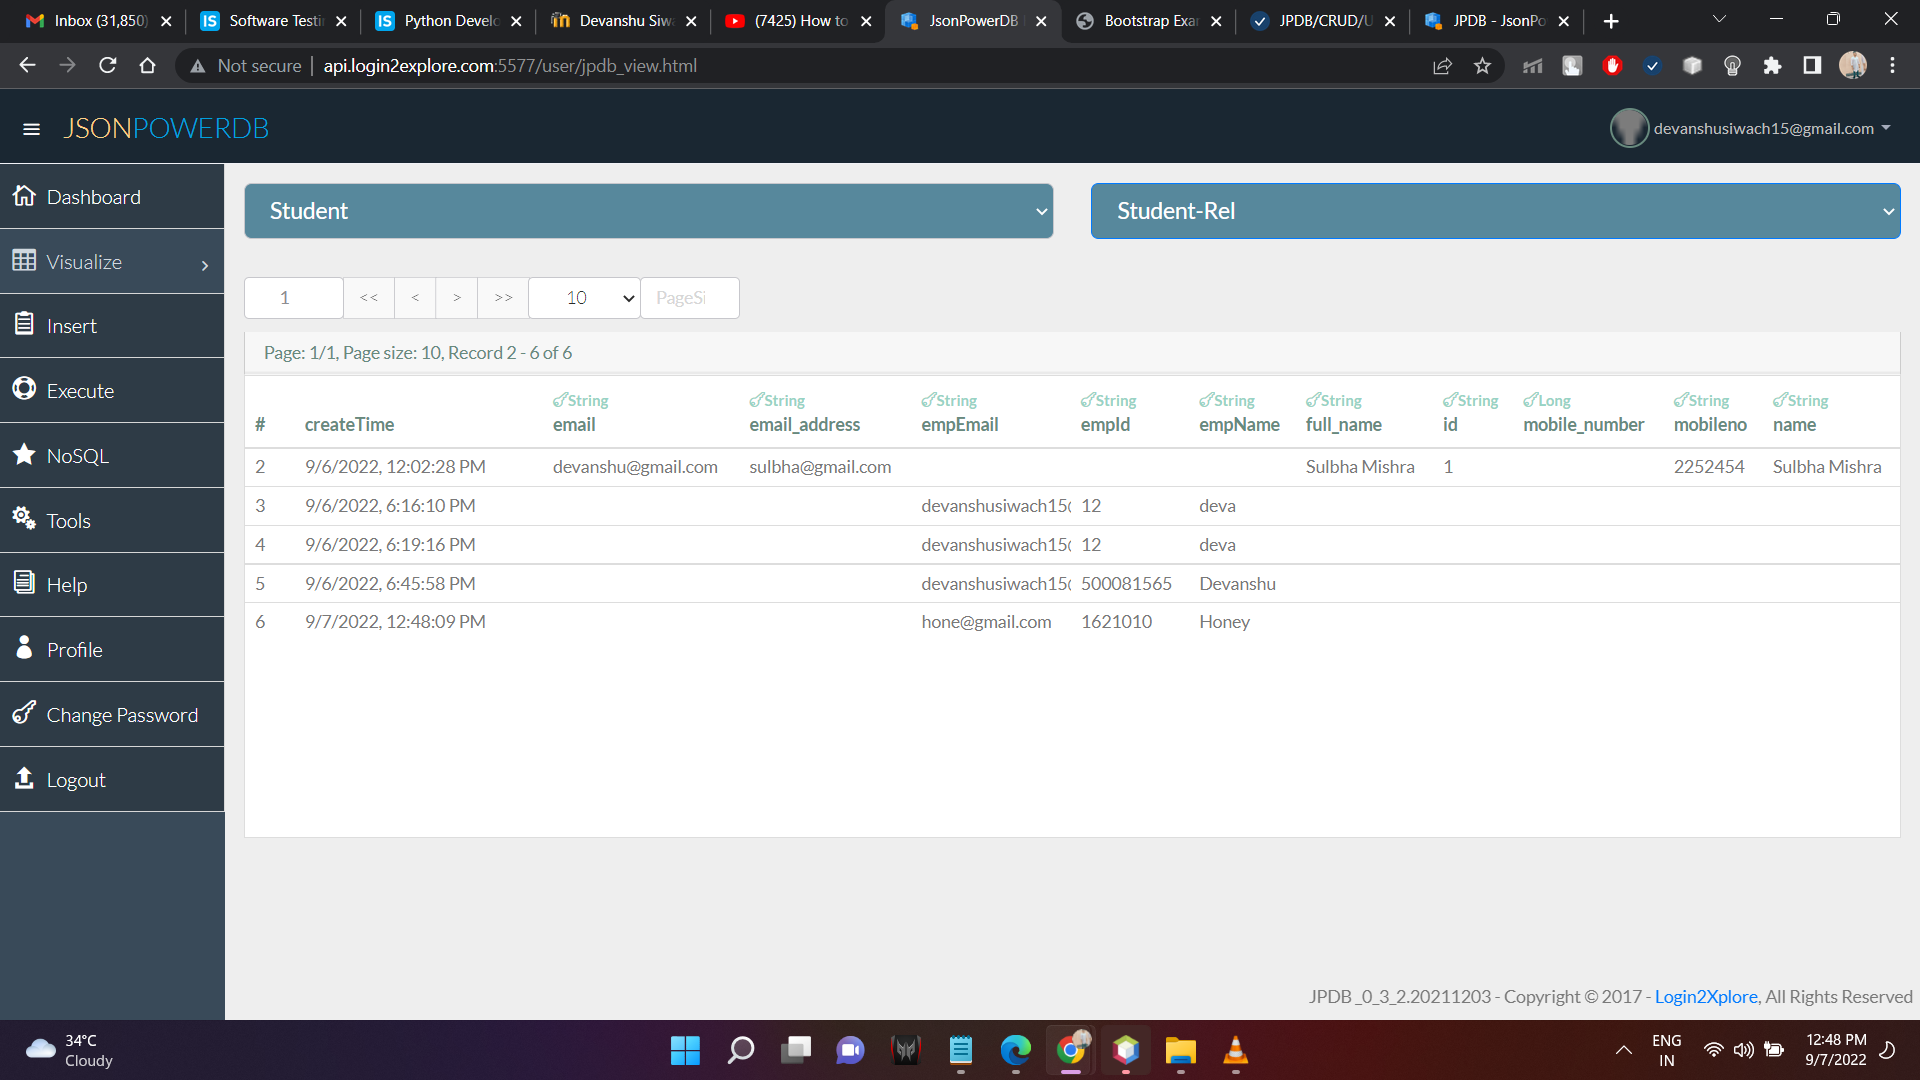 Inbox (31,850)
Software Testi
Python Develo
Devanshu Siwa
(7425) How to
JsonPowerDB
Bootstrap Exa
JPDB/CRUD/U
JPDB - JsonPo
Not secure
api.login2explore.com:5577/user/jpdb_view.html
JSONPOWERDB
devanshusiwach15@gmail.com
Dashboard
Visualize
Insert
Execute
NoSQL
Tools
Help
Profile
Change Password
Logout
Student
Student-Rel
1 << < > >> 10 PageSi
Page: 1/1, Page size: 10, Record 2 - 6 of 6
String String String String String String String Long String String
# createTime email email_address empEmail empId empName full_name id mobile_number mobileno name
2 9/6/2022, 12:02:28 PM devanshu@gmail.com sulbha@gmail.com Sulbha Mishra 1 2252454 Sulbha Mishra
3 9/6/2022, 6:16:10 PM devanshusiwach15( 12 deva
4 9/6/2022, 6:19:16 PM devanshusiwach15( 12 deva
5 9/6/2022, 6:45:58 PM devanshusiwach15( 500081565 Devanshu
6 9/7/2022, 12:48:09 PM hone@gmail.com 1621010 Honey
JPDB_0_3_2.20211203 - Copyright © 2017 - Login2Xplore, All Rights Reserved
34°C
Cloudy
ENG
IN
12:48 PM
9/7/2022